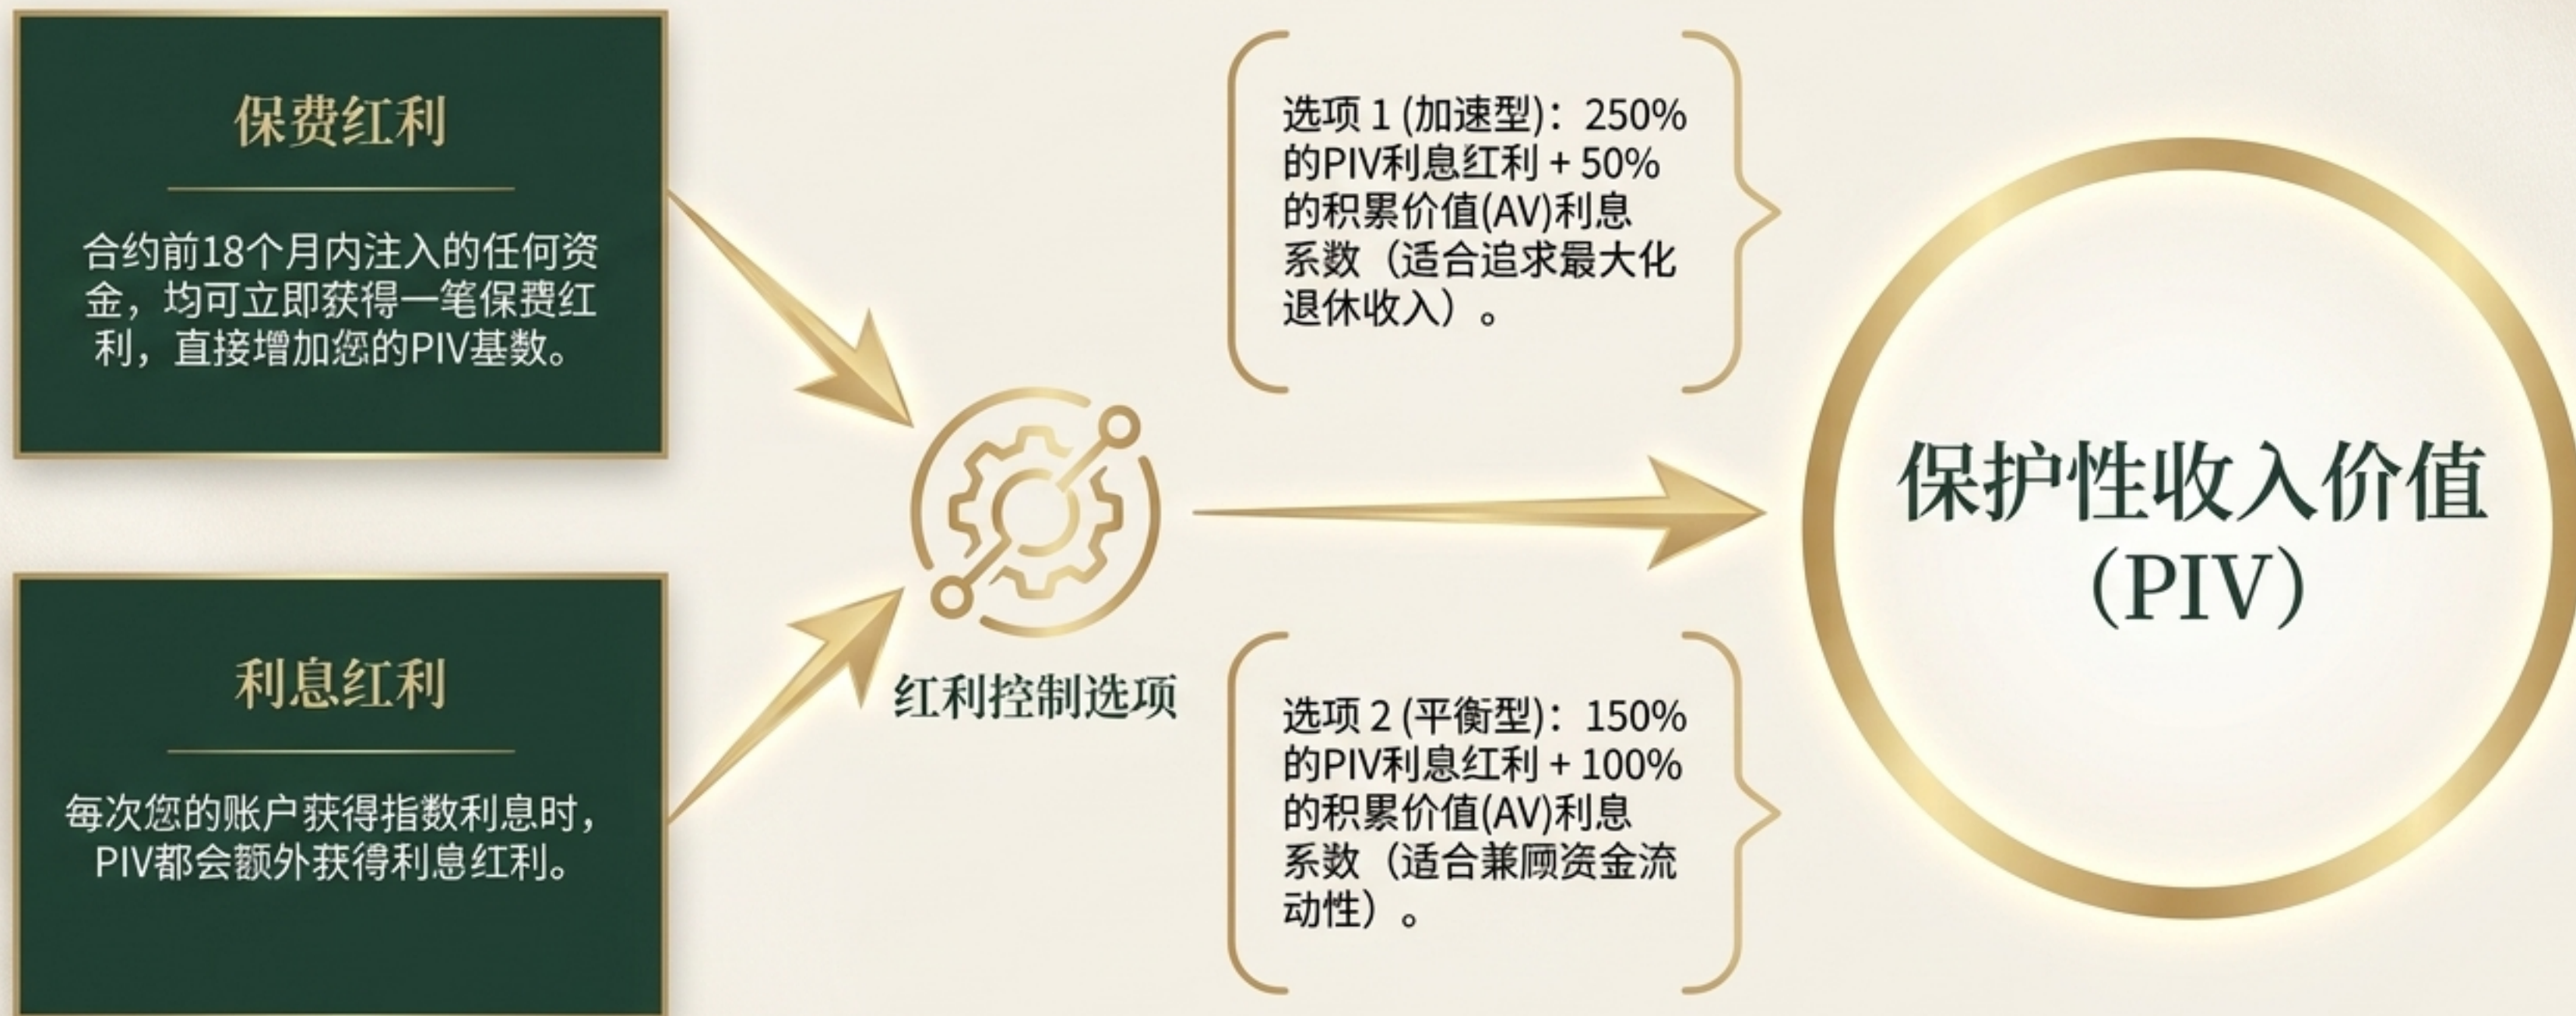 保费红利
合约前18个月内注入的任何资
金，均可立即获得一笔保费红
利，直接增加您的PIV基数。
利息红利
每次您的账户获得指数利息时，
PIV都会额外获得利息红利。
红利控制选项
选项 1 (加速型)：250%
的PIV利息红利 + 50%
的积累价值(AV)利息
系数（适合追求最大化
退休收入）。
选项 2 (平衡型)：150%
的PIV利息红利 + 100%
的积累价值(AV)利息
系数（适合兼顾资金流
动性）。
保护性收入价值
（PIV）